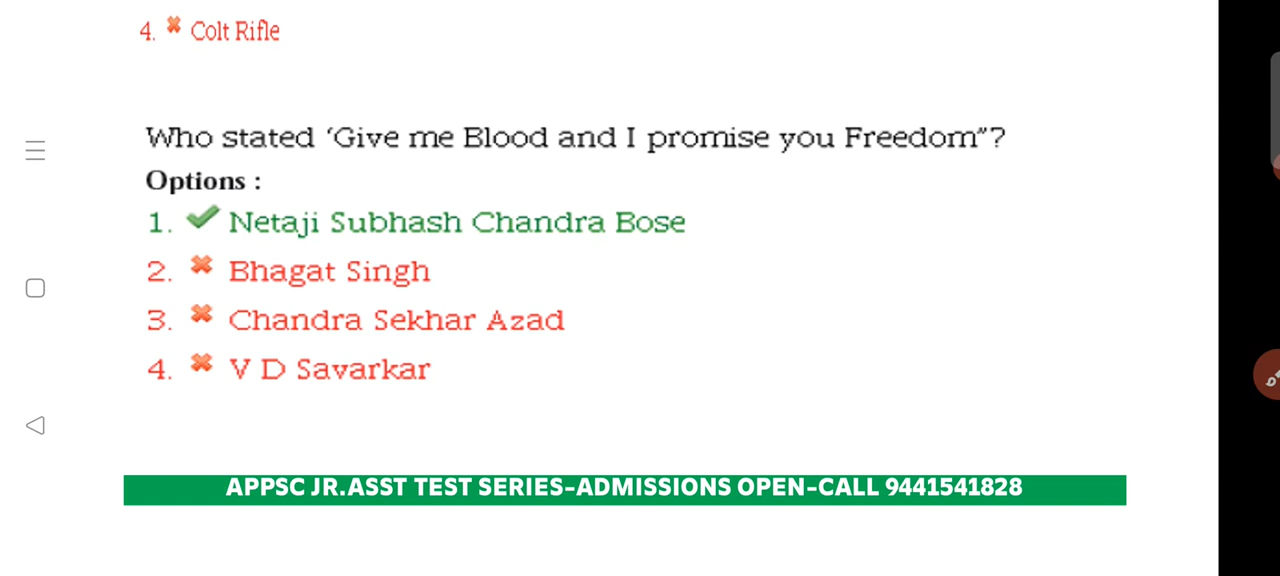 4. Colt Rifle
Who stated ‘Give me Blood and I promise you Freedom”?
Options :
1. Netaji Subhash Chandra Bose
2. Bhagat Singh
3. Chandra Sekhar Azad
4. V D Savarkar
APPSC JR.ASST TEST SERIES-ADMISSIONS OPEN-CALL 9441541828